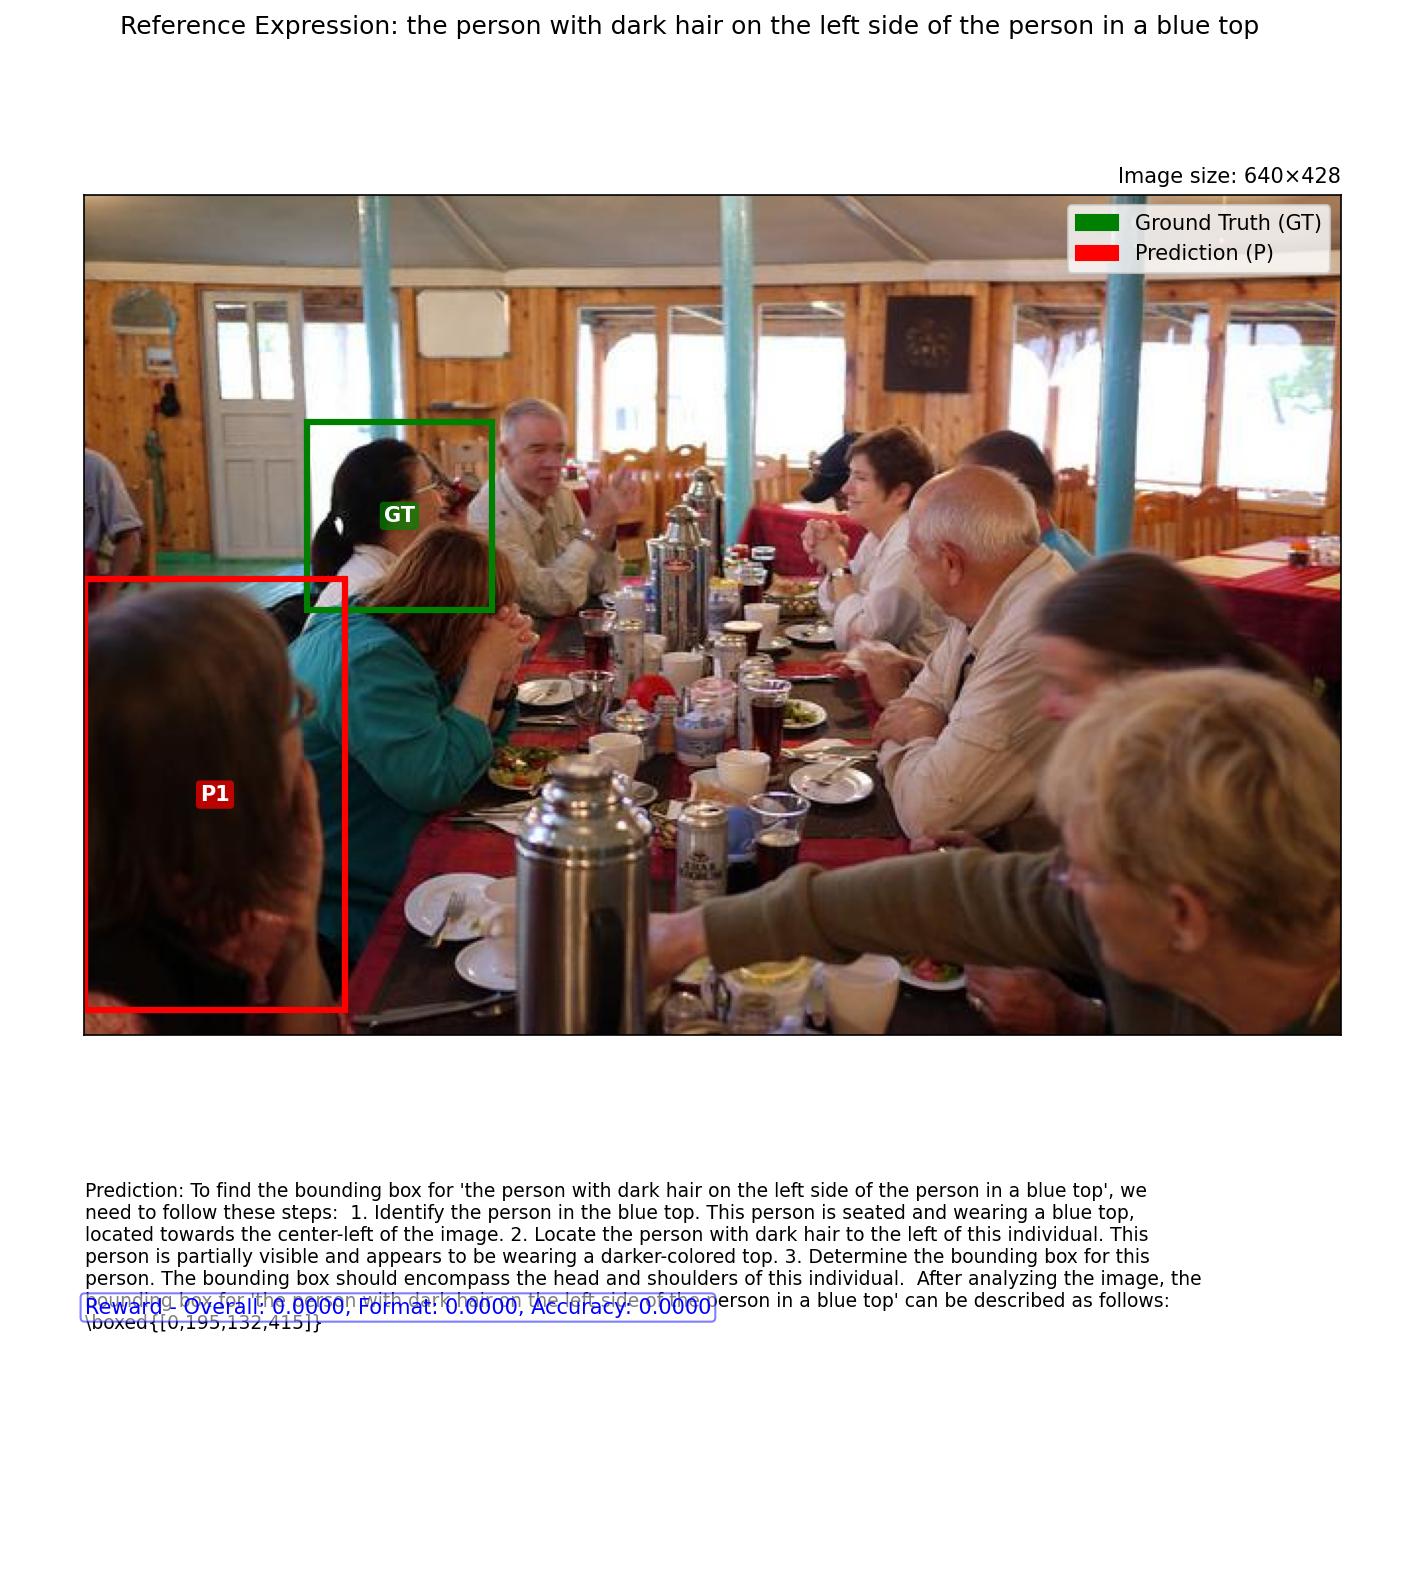 Reference Expression: the person with dark hair on the left side of the person in a blue top
Image size: 640×428
Ground Truth (GT)
Prediction (P)
GT
P1
Prediction: To find the bounding box for 'the person with dark hair on the left side of the person in a blue top', we
need to follow these steps:  1. Identify the person in the blue top. This person is seated and wearing a blue top,
located towards the center-left of the image. 2. Locate the person with dark hair to the left of this individual. This
person is partially visible and appears to be wearing a darker-colored top. 3. Determine the bounding box for this
person. The bounding box should encompass the head and shoulders of this individual.  After analyzing the image, the
bounding box for 'the person with dark hair on the left side of the person in a blue top' can be described as follows:
Reward - Overall: 0.0000, Format: 0.0000, Accuracy: 0.0000
\boxed{[0,195,132,415]}